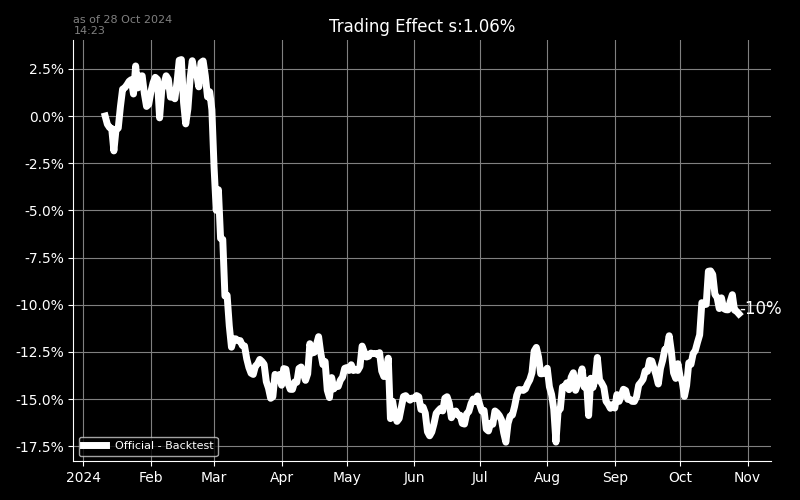 as of 28 Oct 2024
14:23
Trading Effect s:1.06%
2.5%
0.0%
-2.5%
-5.0%
-7.5%
-10.0%
-12.5%
-15.0%
-17.5%
-10%
Official - Backtest
2024 Feb Mar Apr May Jun Jul Aug Sep Oct Nov